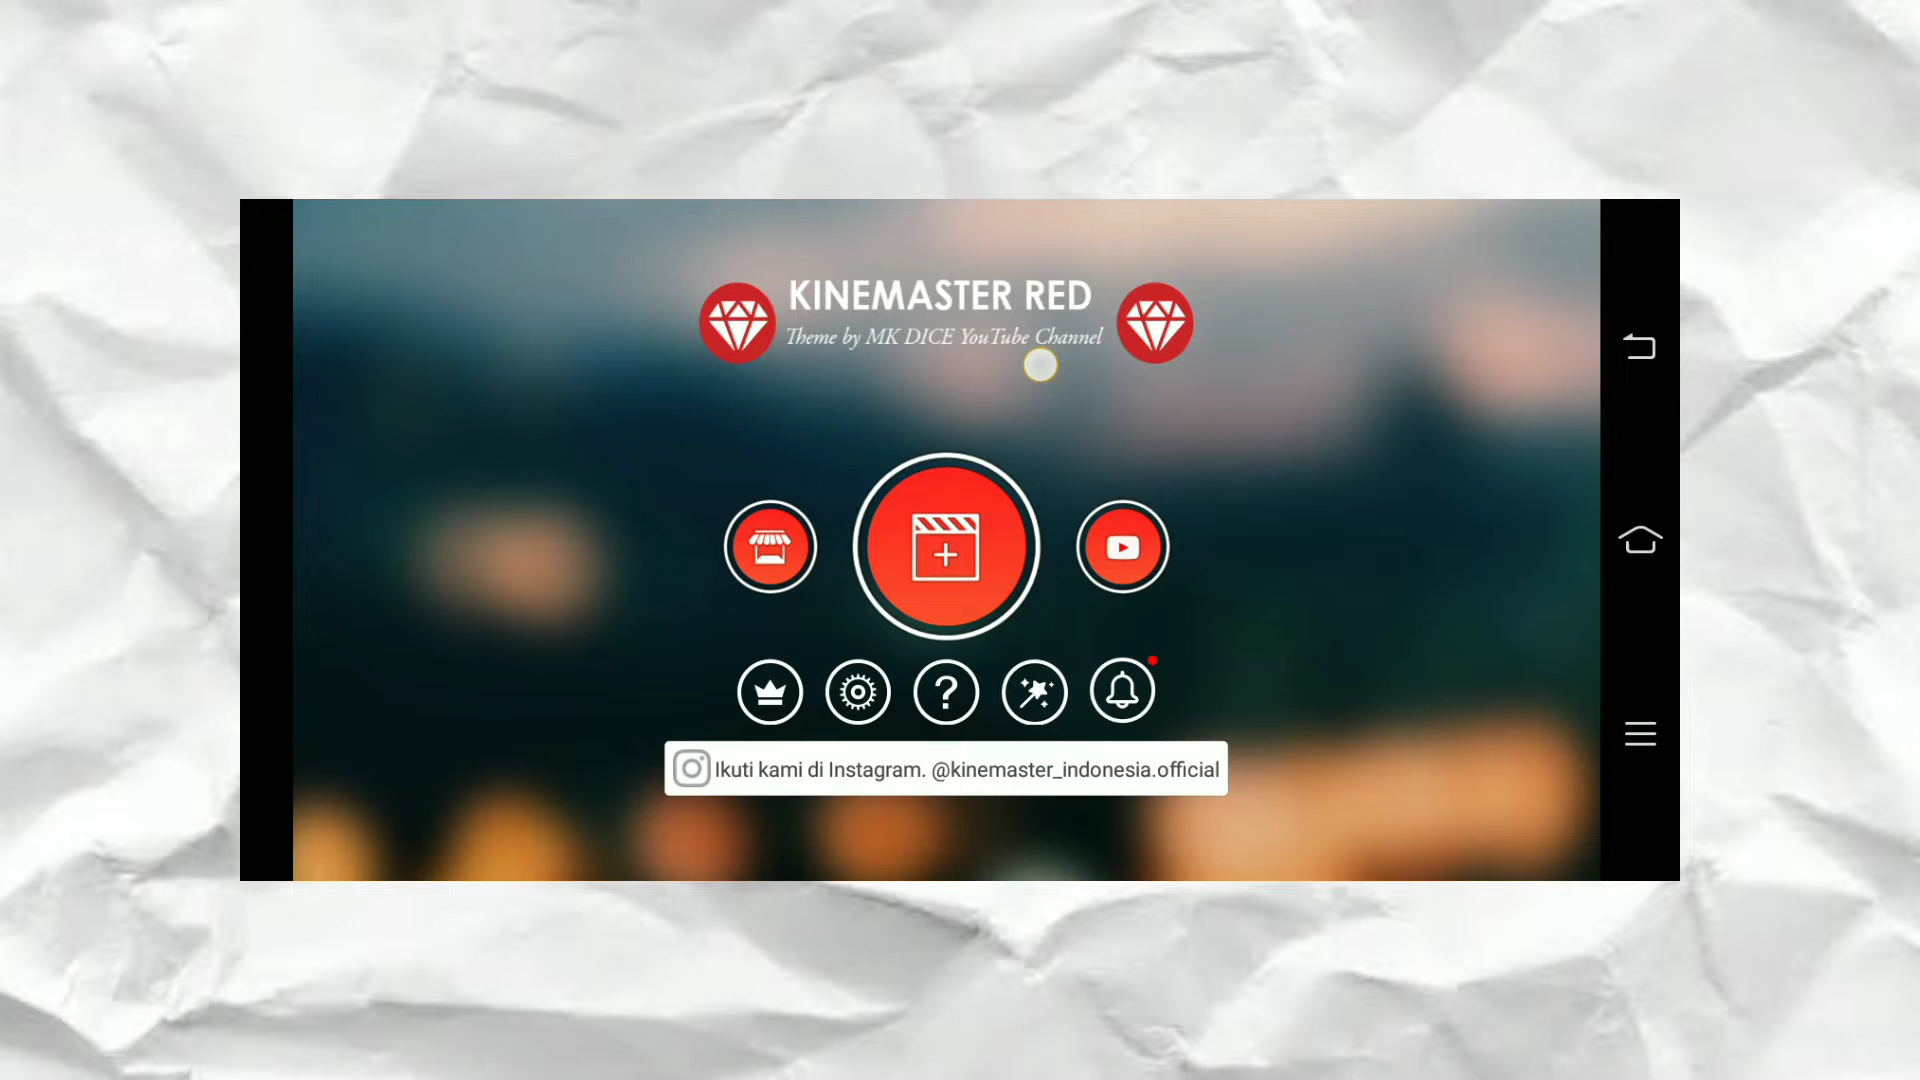 KINEMASTER RED
Theme by MK DICE YouTube Channel
?
Ikuti kami di Instagram. @kinemaster_indonesia.official